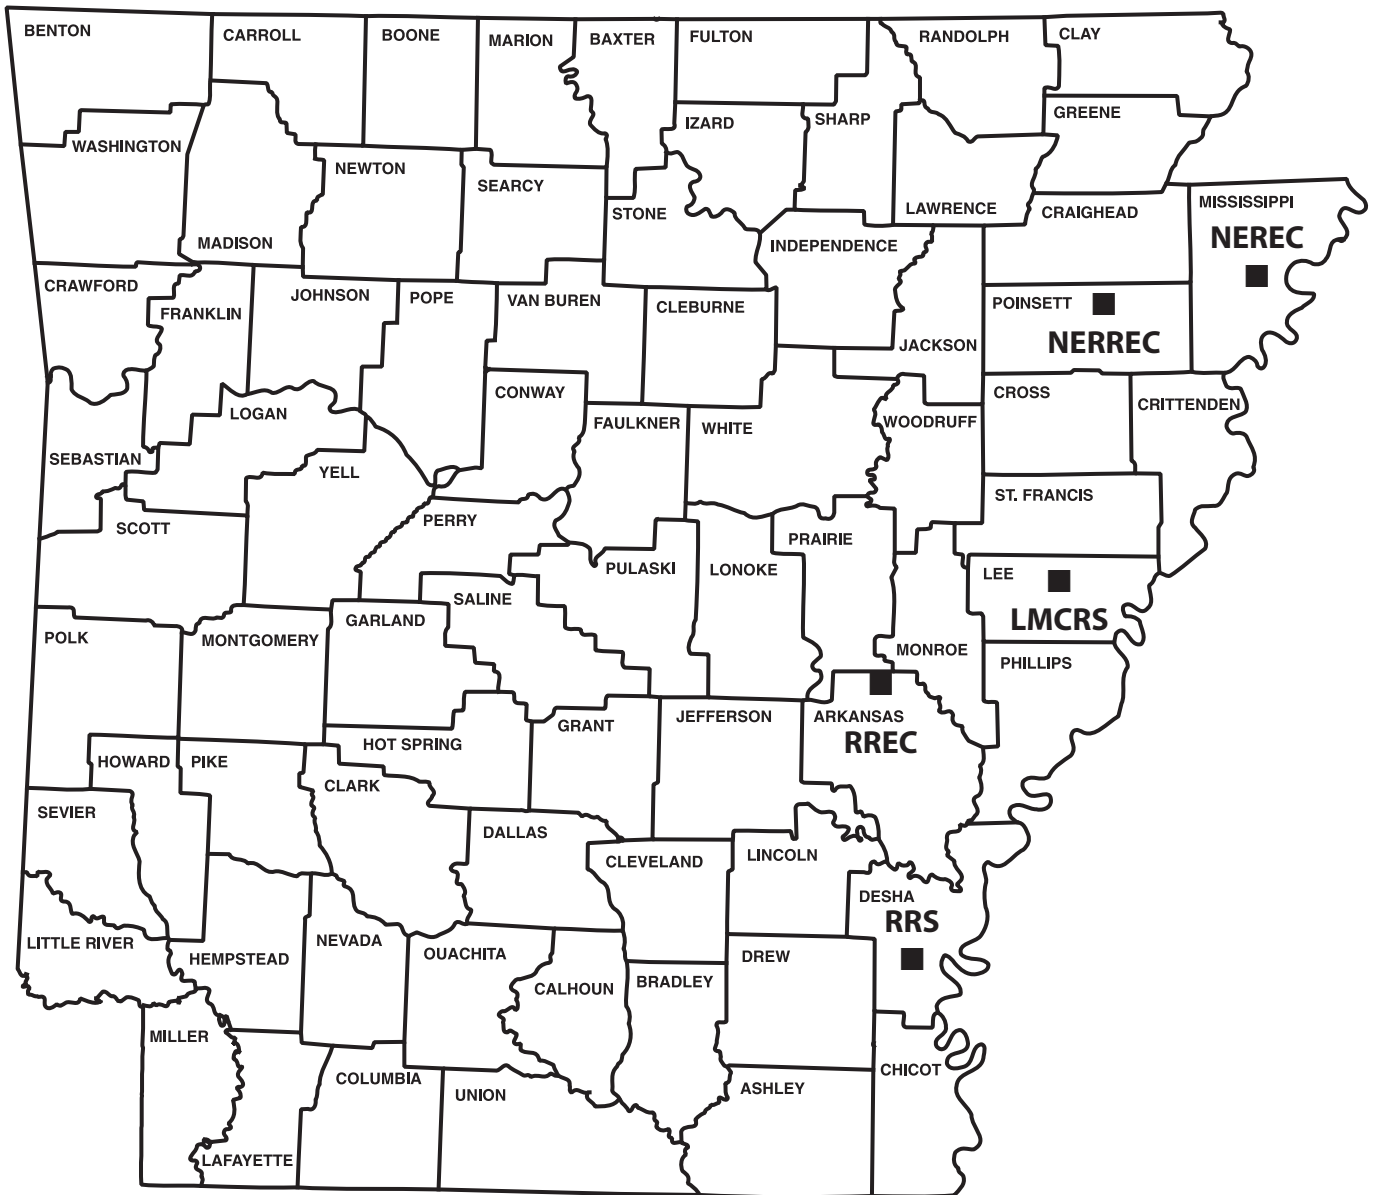 BENTON
CARROLL
BOONE
MARION
BAXTER
FULTON
RANDOLPH
CLAY
WASHINGTON
NEWTON
SEARCY
STONE
IZARD
SHARP
LAWRENCE
GREENE
CRAIGHEAD
MISSISSIPPI
NEREC
MADISON
INDEPENDENCE
CRAWFORD
FRANKLIN
JOHNSON
POPE
VAN BUREN
CLEBURNE
JACKSON
POINSETT
NERREC
LOGAN
CONWAY
FAULKNER
WHITE
WOODRUFF
CROSS
CRITTENDEN
SEBASTIAN
YELL
ST. FRANCIS
SCOTT
PERRY
PULASKI
LONOKE
PRAIRIE
LEE
LMCRS
POLK
MONTGOMERY
GARLAND
SALINE
MONROE
PHILLIPS
HOT SPRING
GRANT
JEFFERSON
ARKANSAS
RREC
HOWARD
PIKE
CLARK
SEVIER
DALLAS
CLEVELAND
LINCOLN
DESHA
RRS
LITTLE RIVER
HEMPSTEAD
NEVADA
OUACHITA
CALHOUN
BRADLEY
DREW
MILLER
COLUMBIA
UNION
ASHLEY
CHICOT
LAFAYETTE